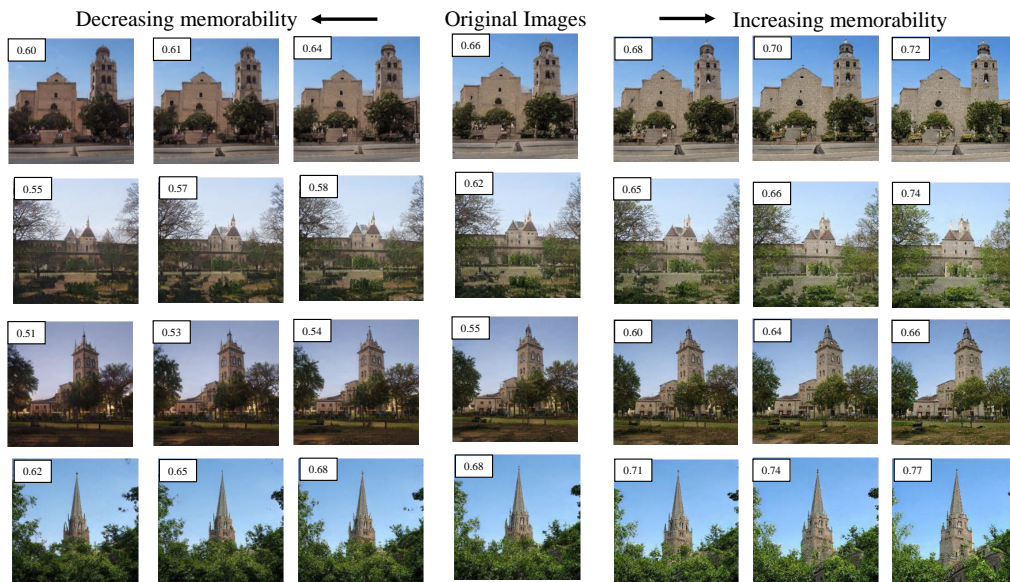 Decreasing memorability Original Images Increasing memorability
0.60 0.61 0.64 0.66 0.68 0.70 0.72
0.55 0.57 0.58 0.62 0.65 0.66 0.74
0.51 0.53 0.54 0.55 0.60 0.64 0.66
0.62 0.65 0.68 0.68 0.71 0.74 0.77